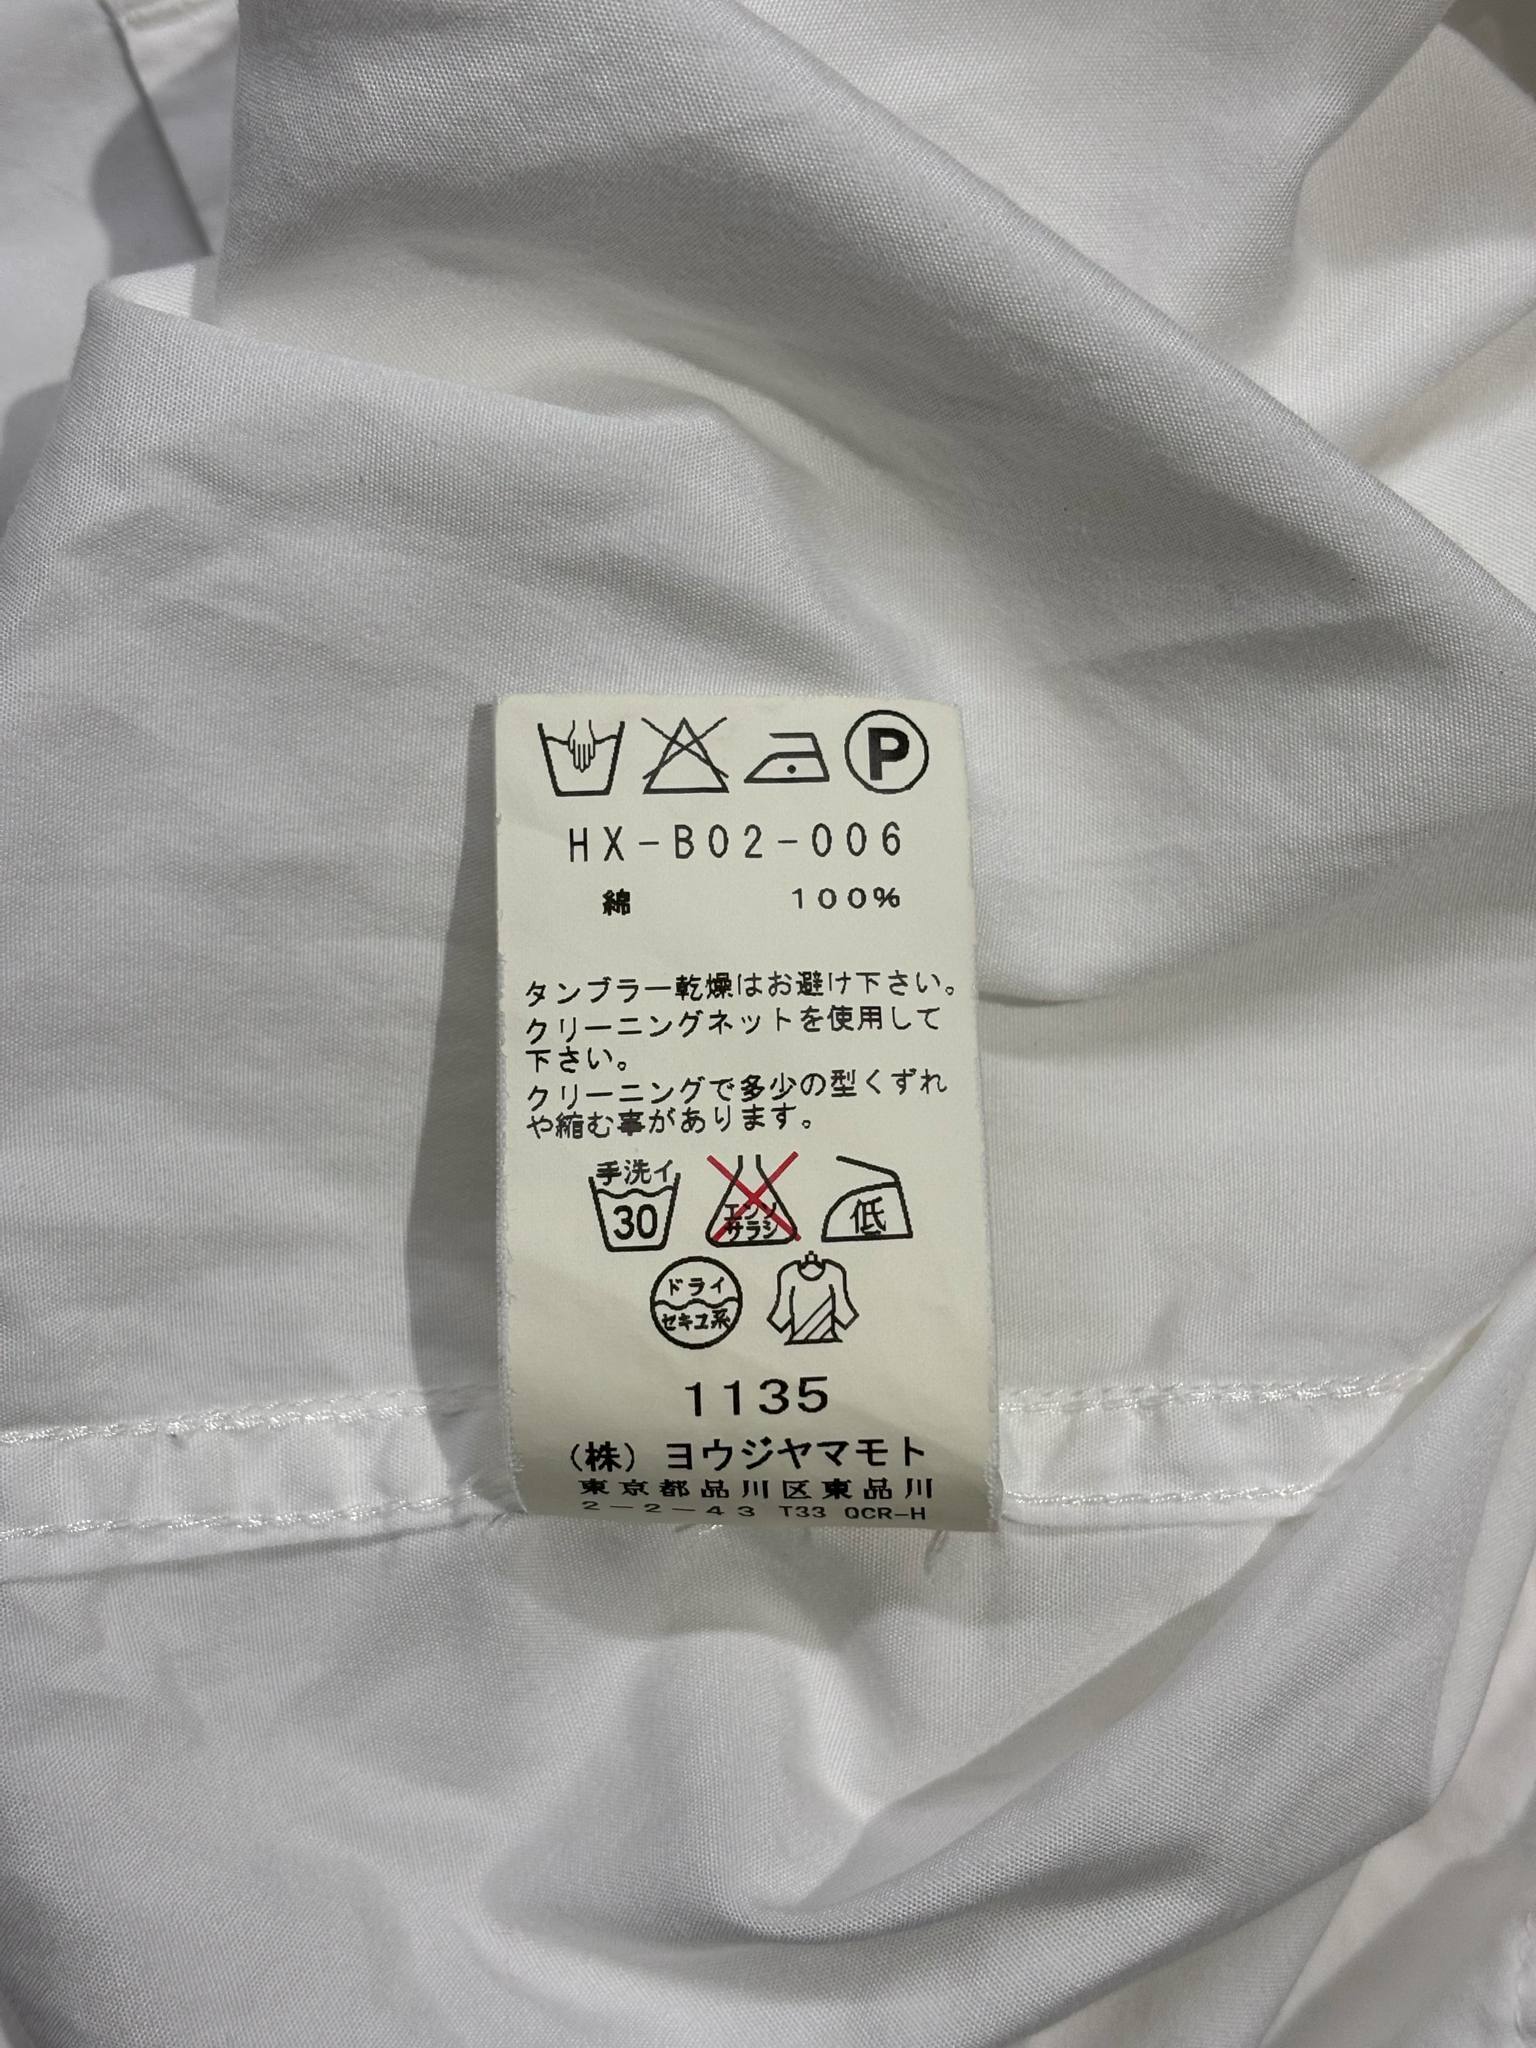 P
HX-B02-006
綿 100%
タンブラー乾燥はお避け下さい。
クリーニングネットを使用して
下さい。
クリーニングで多少の型くずれ
や縮む事があります。
手洗イ
30
エンソ
サラシ
低
ドライ
セキユ系
1135
(株)ヨウジヤマモト
東京都品川区東品川
2-2-43 T33 QCR-H